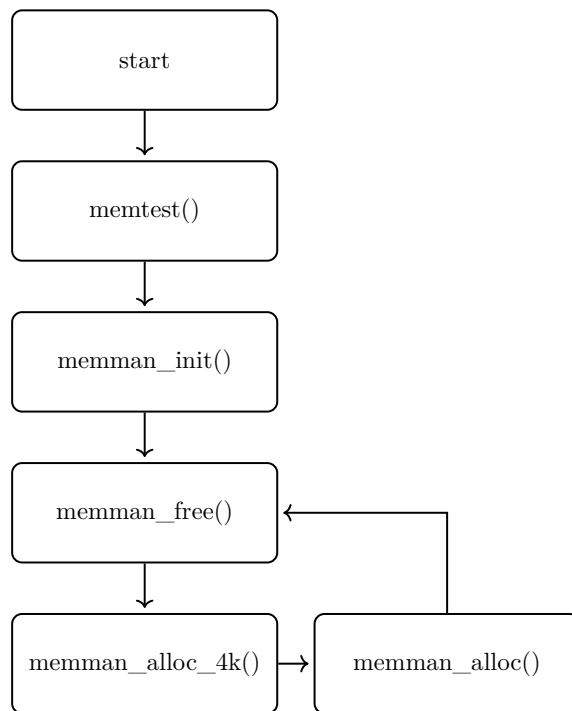 start
memtest()
memman_init()
memman_free()
memman_alloc_4k()
memman_alloc()